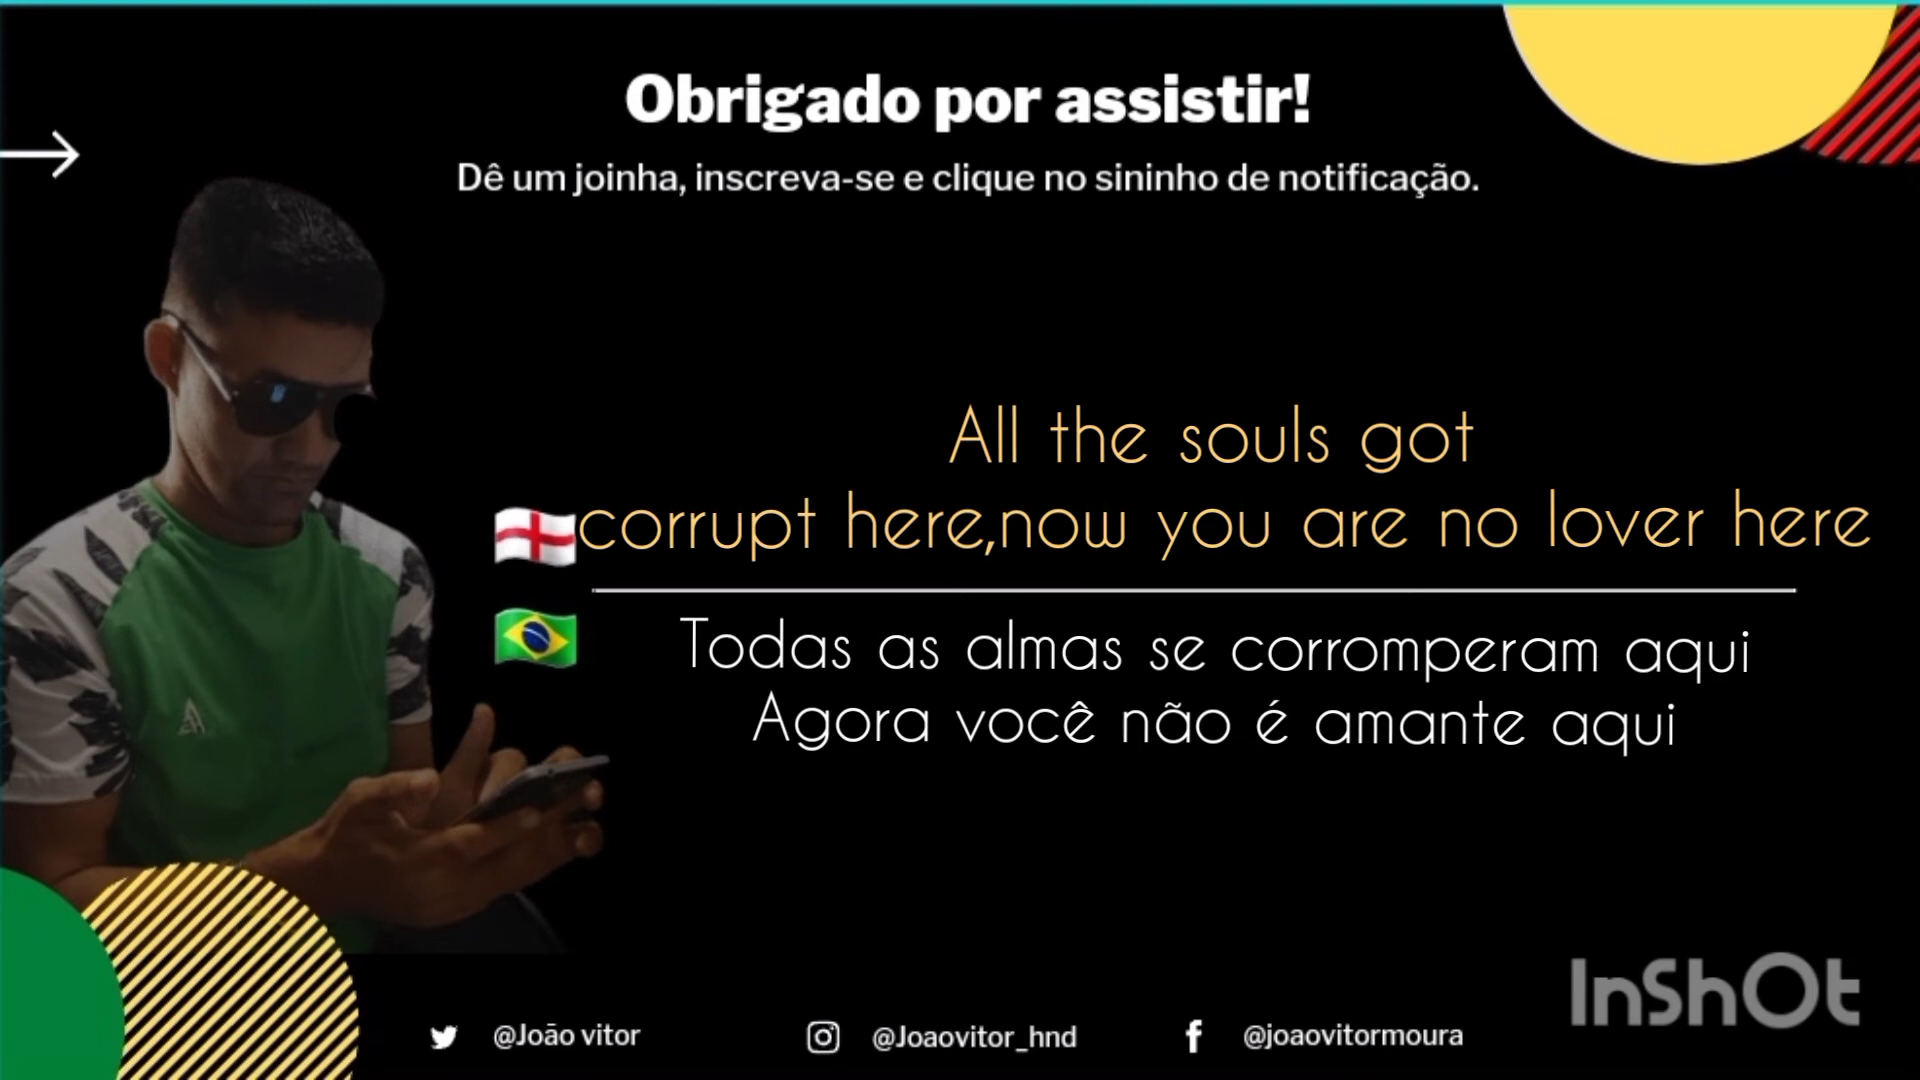 Obrigado por assistir!
Dê um joinha, inscreva-se e clique no sininho de notificação.
All the souls got
corrupt here,now you are no lover here
Todas as almas se corromperam aqui
Agora você não é amante aqui
InShOt
@João vitor
@Joaovitor_hnd
@joaovitormoura